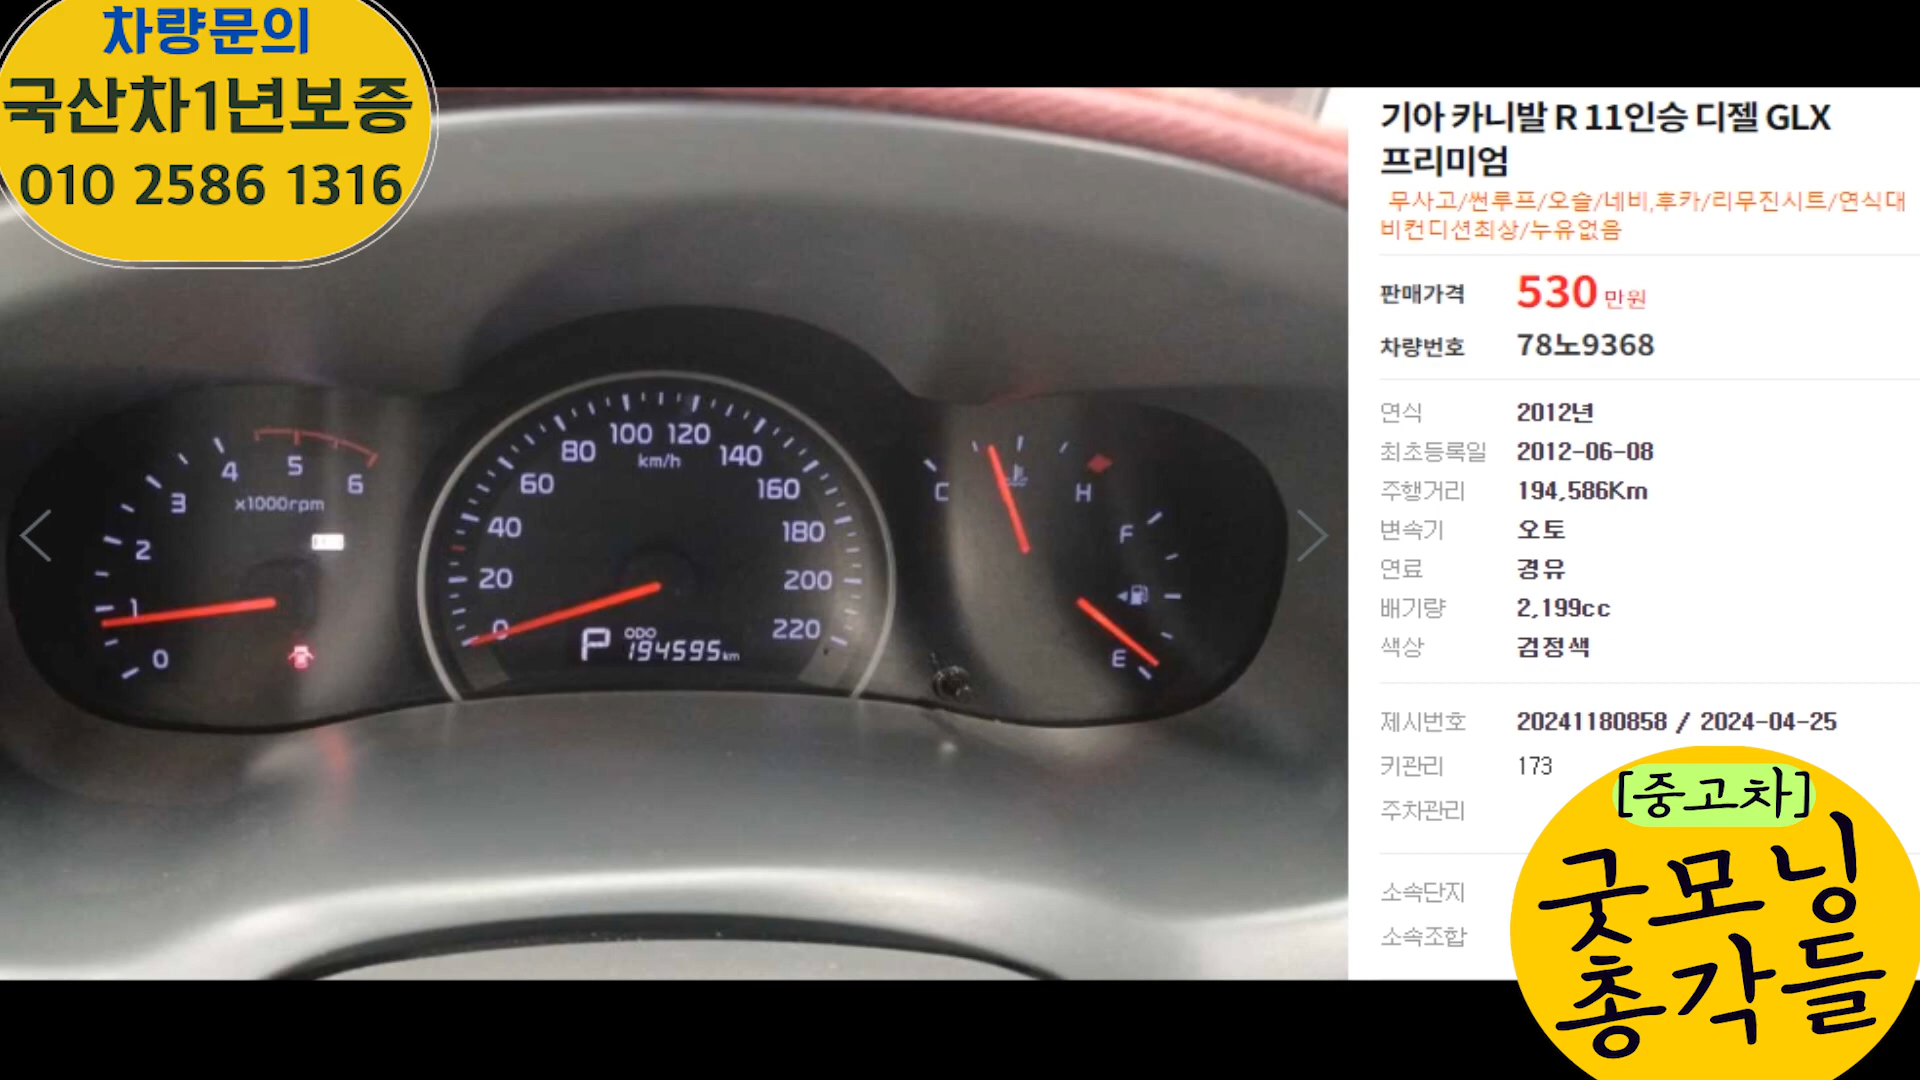 차량문의
국산차1년보증
010 2586 1316
4
5
6
3
x1000rpm
2
1
0
100
120
80
km/h
140
60
160
40
180
20
200
0
220
P
ODO
194595km
C
H
F
E
기아 카니발 R 11인승 디젤 GLX
프리미엄
무사고/썬루프/오슬/네비,후카/리무진시트/연식대
비컨디션최상/누유없음
판매가격 530 만원
차량번호 78노9368
연식 2012년
최초등록일 2012-06-08
주행거리 194,586Km
변속기 오토
연료 경유
배기량 2,199cc
색상 검정색
제시번호 20241180858 / 2024-04-25
키관리 173
주차관리
소속단지
소속조합
[중고차]
굿모닝
총각들